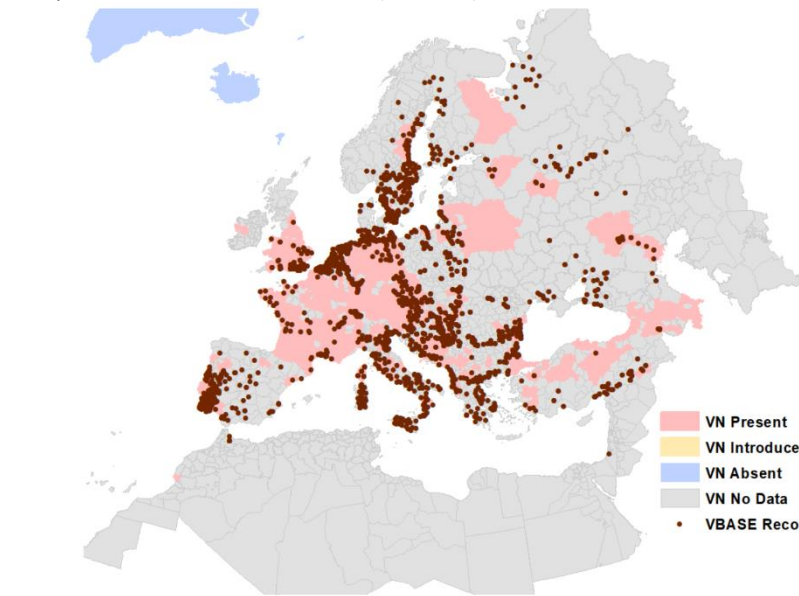 VN Present
VN Introduce
VN Absent
VN No Data
VBASE Reco